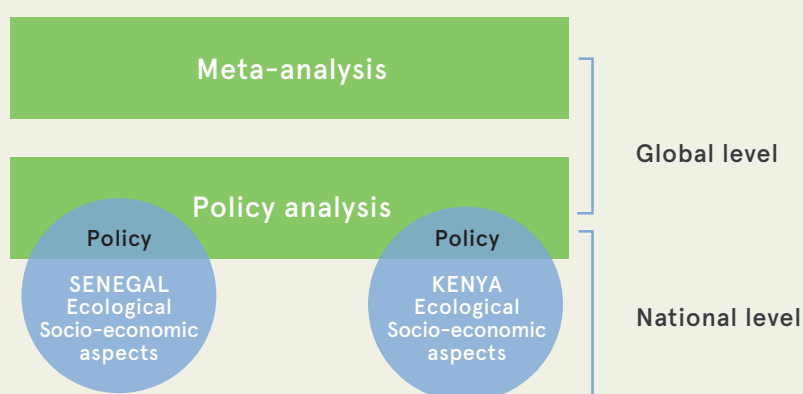 Meta-analysis
Global level
Policy analysis
Policy
SENEGAL
Ecological
Socio-economic
aspects
Policy
KENYA
Ecological
Socio-economic
aspects
National level